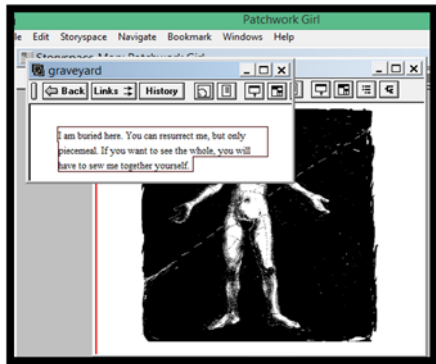 Patchwork Girl
le Edit Storyspace Navigate Bookmark Windows Help
graveyard
Back Links History
I am buried here. You can resurrect me, but only
piecemeal. If you want to see the whole, you will
have to sew me together yourself.